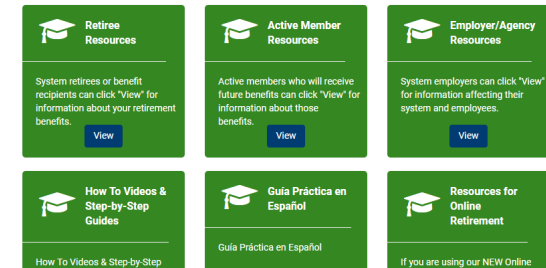 Retiree
Resources
System retirees or benefit
recipients can click "View" for
information about your retirement
benefits.
View
Active Member
Resources
Active members who will receive
future benefits can click "View" for
information about those
benefits.
View
Employer/Agency
Resources
System employers can click "View"
for information affecting their
system and employees.
View
How To Videos &
Step-by-Step
Guides
How To Videos & Step-by-Step
Guía Práctica en
Español
Guía Práctica en Español
Resources for
Online
Retirement
If you are using our NEW Online